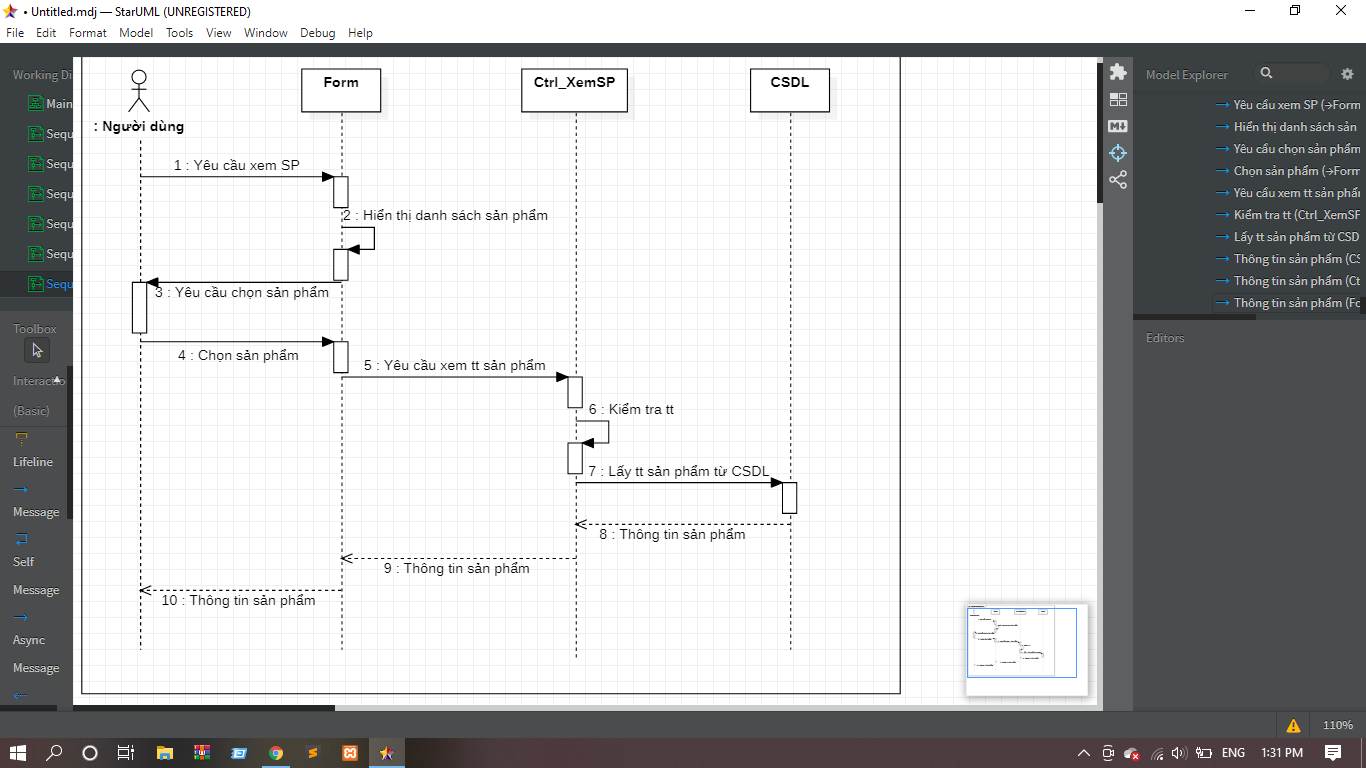 • Untitled.mdj — StarUML (UNREGISTERED)
File Edit Format Model Tools View Window Debug Help
Working Di
Main
Sequ
Sequ
Sequ
Sequ
Sequ
Sequ
Toolbox
Interactio
(Basic)
Lifeline
Message
Self
Message
Async
Message
Form
Ctrl_XemSP
CSDL
: Người dùng
1 : Yêu cầu xem SP
2 : Hiển thị danh sách sản phẩm
3 : Yêu cầu chọn sản phẩm
4 : Chọn sản phẩm
5 : Yêu cầu xem tt sản phẩm
6 : Kiểm tra tt
7 : Lấy tt sản phẩm từ CSDL
8 : Thông tin sản phẩm
9 : Thông tin sản phẩm
10 : Thông tin sản phẩm
Model Explorer
Yêu cầu xem SP (→Form
Hiển thị danh sách sản
Yêu cầu chọn sản phẩm
Chọn sản phẩm (→Form
Yêu cầu xem tt sản phẩ
Kiểm tra tt (Ctrl_XemSP
Lấy tt sản phẩm từ CSD
Thông tin sản phẩm (CS
Thông tin sản phẩm (Ct
Thông tin sản phẩm (Fo
Editors
110%
ENG 1:31 PM